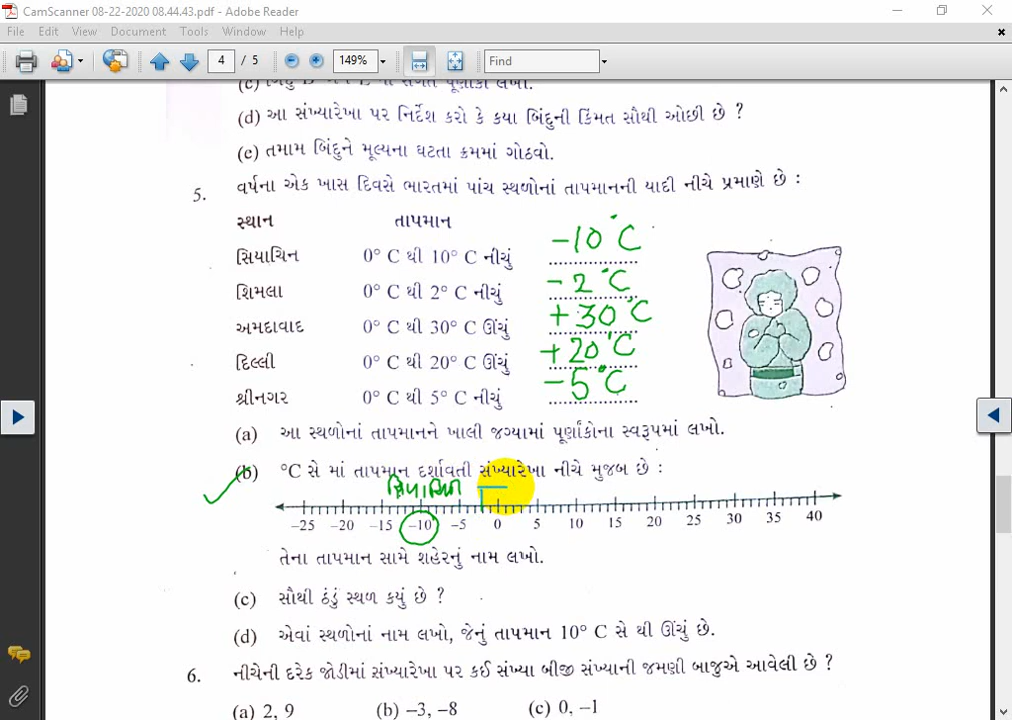 CamScanner 08-22-2020 08.44.43.pdf - Adobe Reader
File Edit View Document Tools Window Help
4 / 5 149% Find
(d) આ સંખ્યારેખા પર નિર્દેશ કરો કે કયા બિંદુની કિંમત સૌથી ઓછી છે ?
(e) તમામ બિંદુને મૂલ્યના ઘટતા ક્રમમાં ગોઠવો.
5. વર્ષના એક ખાસ દિવસે ભારતમાં પાંચ સ્થળોનાં તાપમાનની યાદી નીચે પ્રમાણે છે :
સ્થાન તાપમાન
સિયાચિન 0° C થી 10° C નીચું -10°C
શિમલા 0° C થી 2° C નીચું -2°C
અમદાવાદ 0° C થી 30° C ઊંચું +30°C
દિલ્લી 0° C થી 20° C ઊંચું +20°C
શ્રીનગર 0° C થી 5° C નીચું -5°C
(a) આ સ્થળોનાં તાપમાનને ખાલી જગ્યામાં પૂર્ણાંકોના સ્વરૂપમાં લખો.
(b) °C સે માં તાપમાન દર્શાવતી સંખ્યારેખા નીચે મુજબ છે :
સિયાચિન
–25 –20 –15 –10 –5 0 5 10 15 20 25 30 35 40
તેના તાપમાન સામે શહેરનું નામ લખો.
(c) સૌથી ઠંડું સ્થળ કયું છે ?
(d) એવાં સ્થળોનાં નામ લખો, જેનું તાપમાન 10° C સે થી ઊંચું છે.
6. નીચેની દરેક જોડીમાં સંખ્યારેખા પર કઈ સંખ્યા બીજી સંખ્યાની જમણી બાજુએ આવેલી છે ?
(a) 2, 9 (b) –3, –8 (c) 0, –1